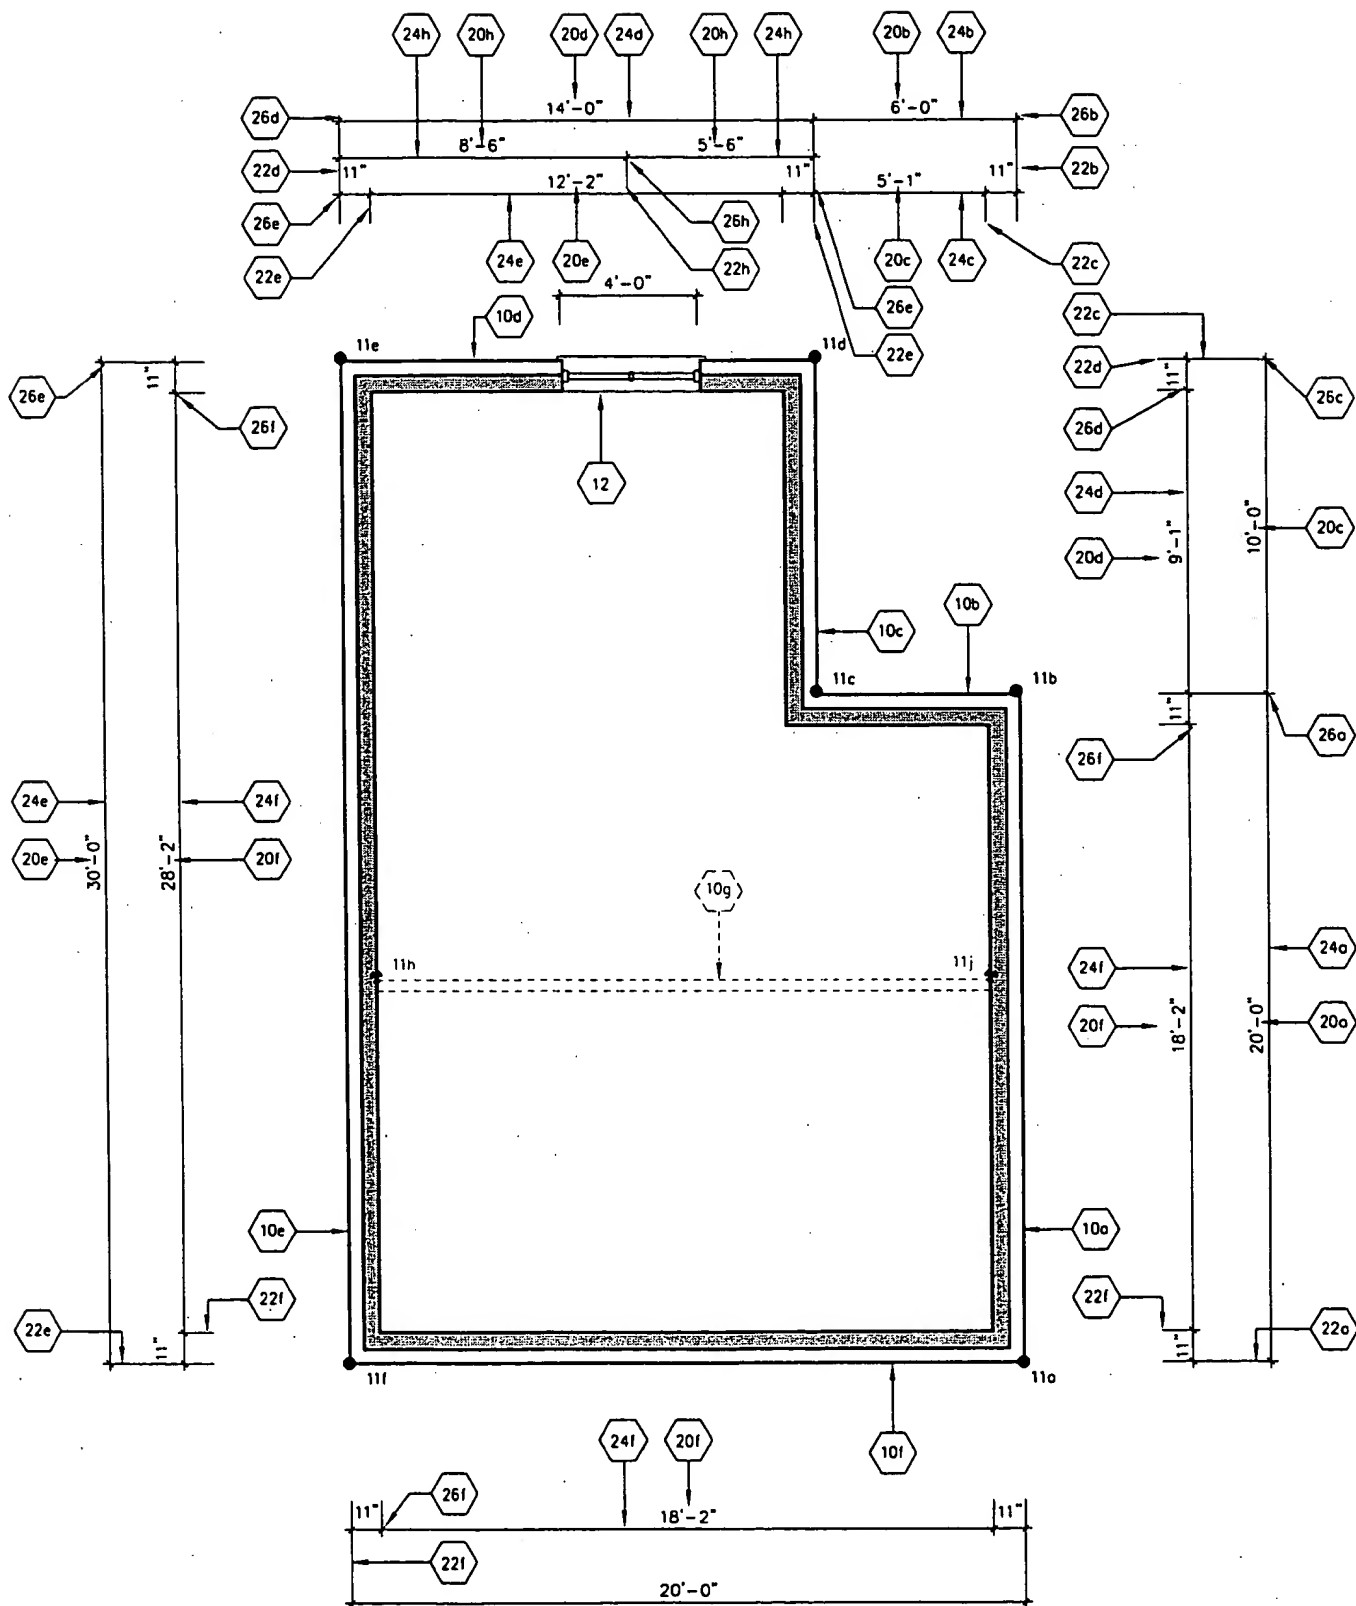 24h 20h 20d 24d 20h 24h 20b 24b
26d 14'-0" 6'-0" 26b
8'-6" 5'-6"
22d 11" 11" 11" 22b
12'-2" 5'-1"
26e 26h
22e 24e 20e 22h 20c 24c 22c
4'-0" 26e
10d 22c
11e 11d 22e 22d
11" 11"
26e 26f 26d 26c
12
24d
9'-1" 10'-0" 20c
20d
10b
10c
11c 11b
11" 26a
26f
24e 24f
20e 30'-0" 28'-2" 20f
10g
11h 11j 24f 24a
20f 18'-2" 20'-0" 20a
10e 10a
22f 22f
22e 11" 11" 22a
11f 11a
24f 20f 10f
26f
11" 18'-2" 11"
22f
20'-0"